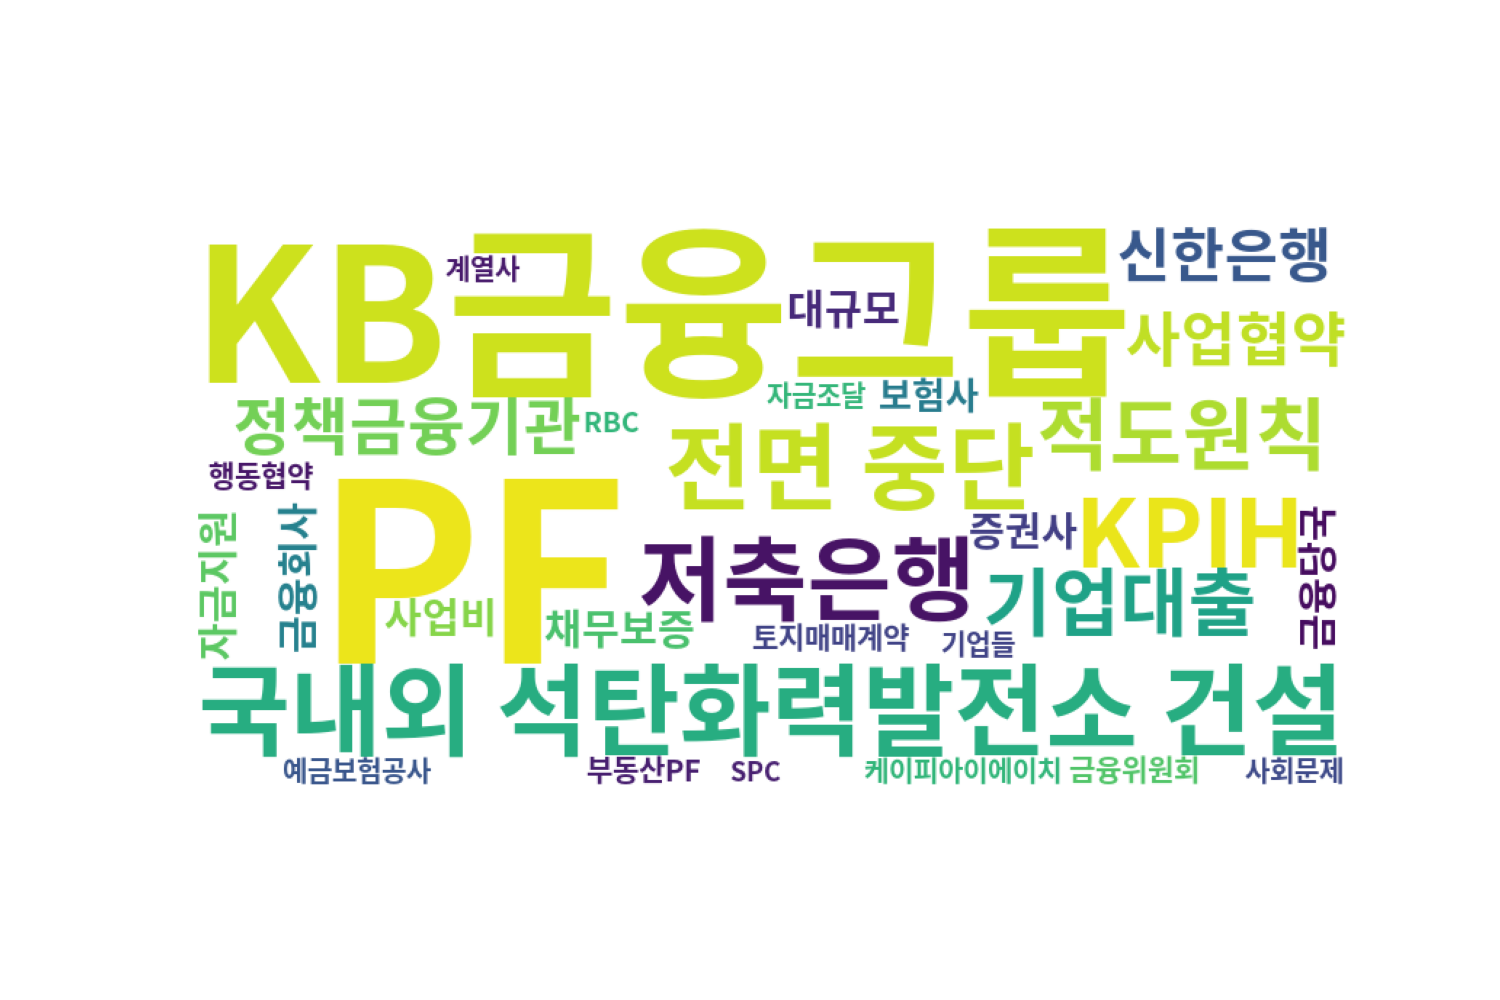 KB금융그룹
계열사
대규모
신한은행
사업협약
자금조달
보험사
정책금융기관
RBC
전면 중단
적도원칙
행동협약
PF
자금지원
금융회사
증권사
KPIH
금융당국
저축은행
기업대출
사업비
채무보증
토지매매계약
기업들
국내외 석탄화력발전소 건설
예금보험공사
부동산PF
SPC
케이피아이에이치
금융위원회
사회문제